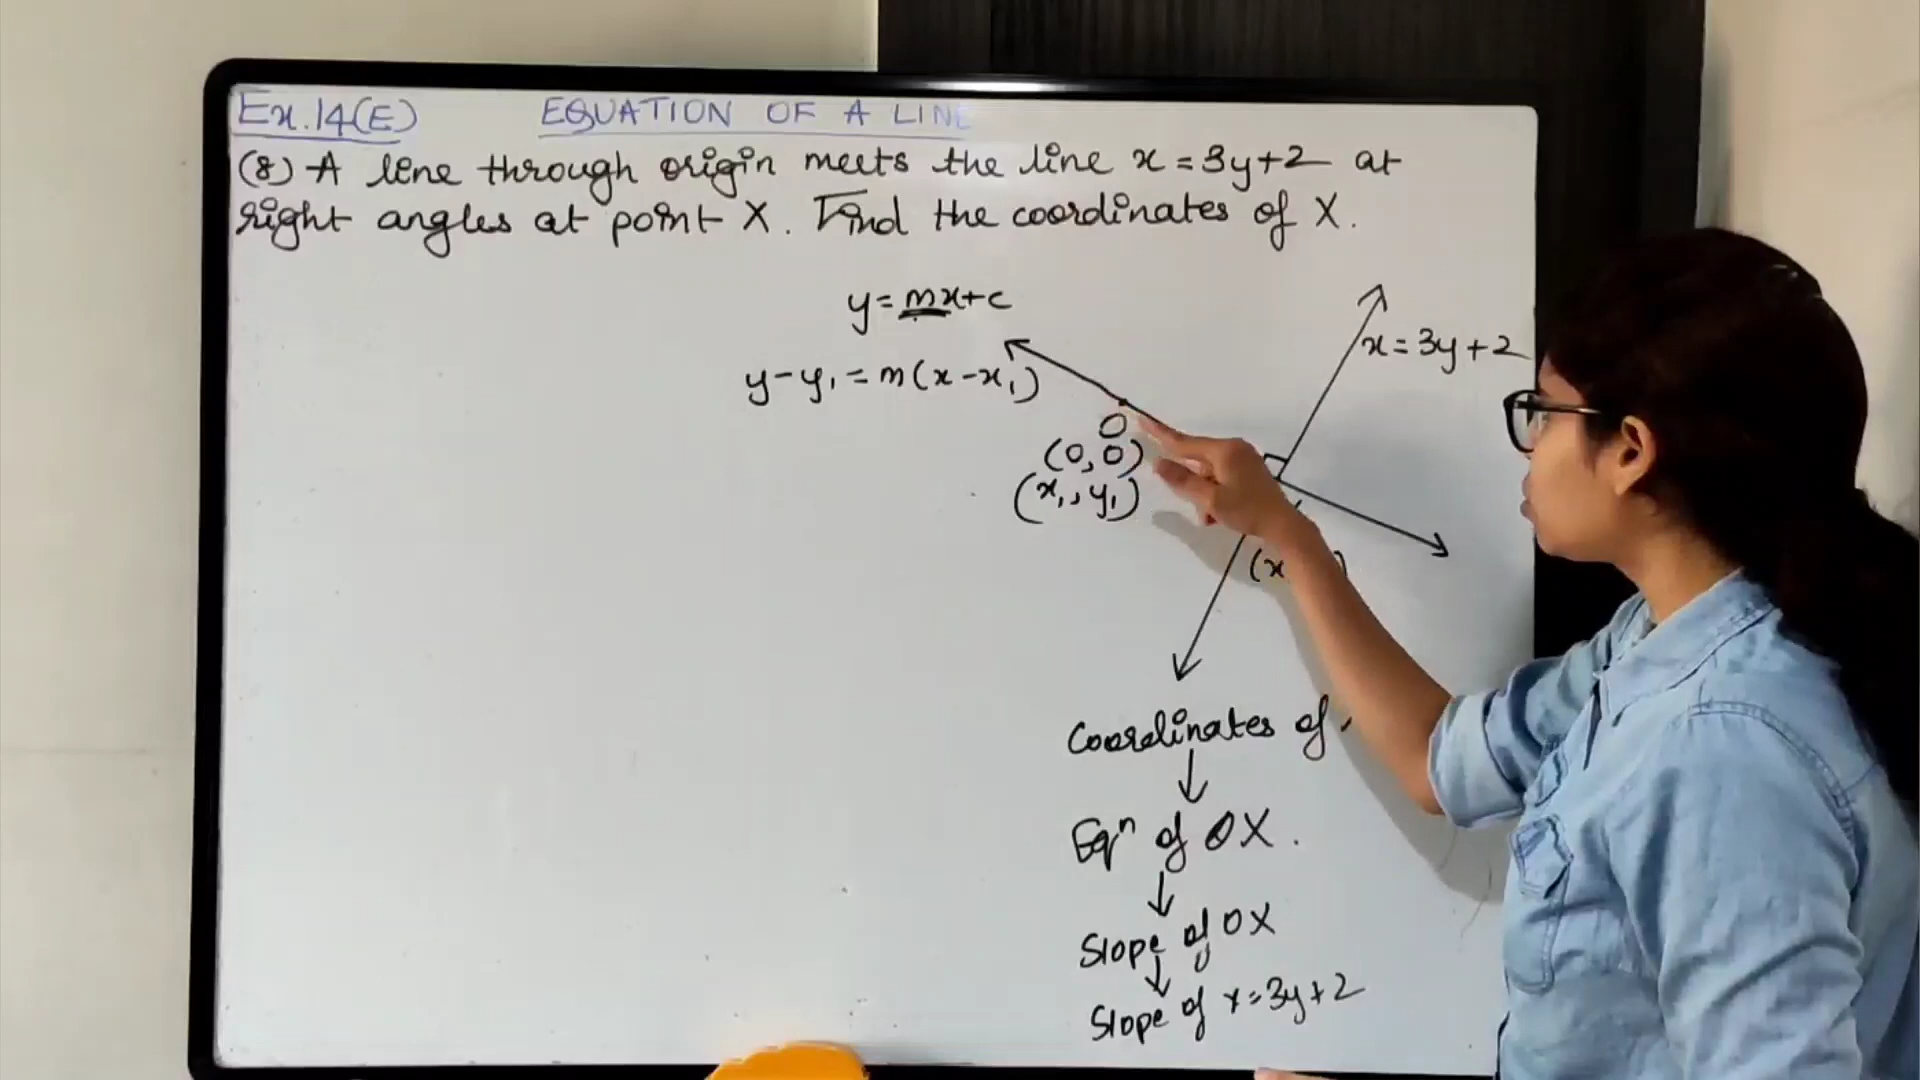 Ex.14(E) EQUATION OF A LINE
(8) A line through origin meets the line x = 3y+2 at
right angles at point X. Find the coordinates of X.
y = mx+c
x = 3y+2
y-y₁ = m(x-x₁)
O
(0,0)
(x₁, y₁)
(x )
Coordinates of
Eqⁿ of OX.
Slope of OX
Slope of x=3y+2